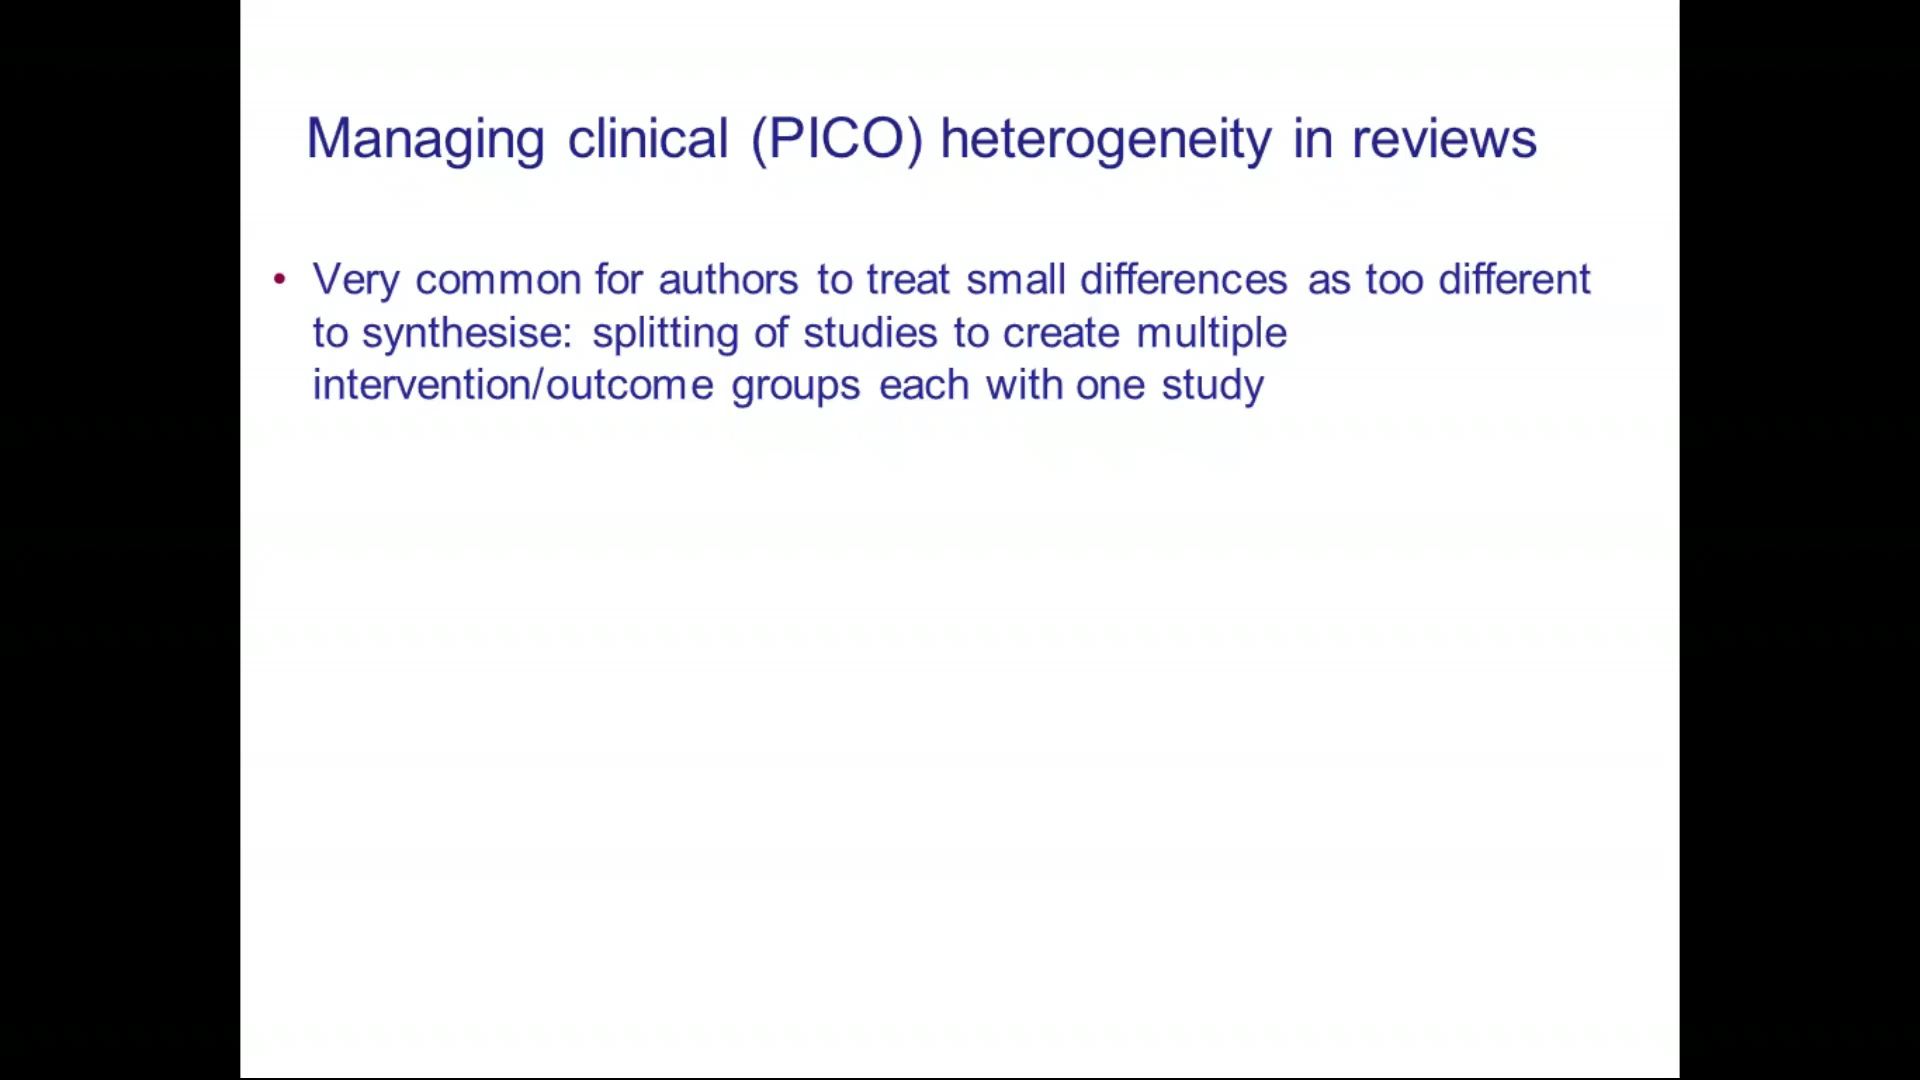 Managing clinical (PICO) heterogeneity in reviews
• Very common for authors to treat small differences as too different
to synthesise: splitting of studies to create multiple
intervention/outcome groups each with one study